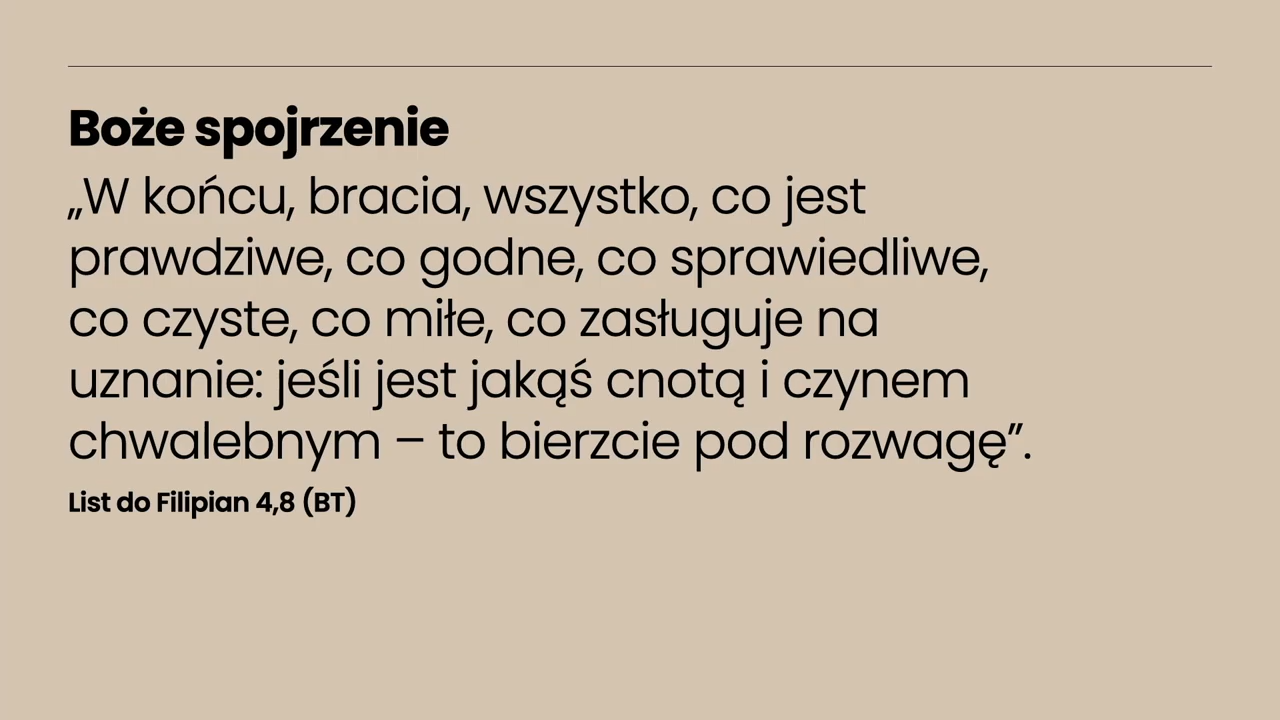 Boże spojrzenie
„W końcu, bracia, wszystko, co jest
prawdziwe, co godne, co sprawiedliwe,
co czyste, co miłe, co zasługuje na
uznanie: jeśli jest jakąś cnotą i czynem
chwalebnym – to bierzcie pod rozwagę”.
List do Filipian 4,8 (BT)